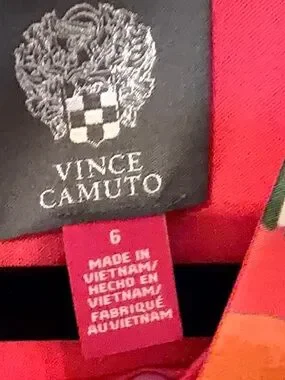 VINCE
CAMUTO
6
MADE IN
VIETNAM/
HECHO EN
VIETNAM/
FABRIQUÉ
AU VIETNAM